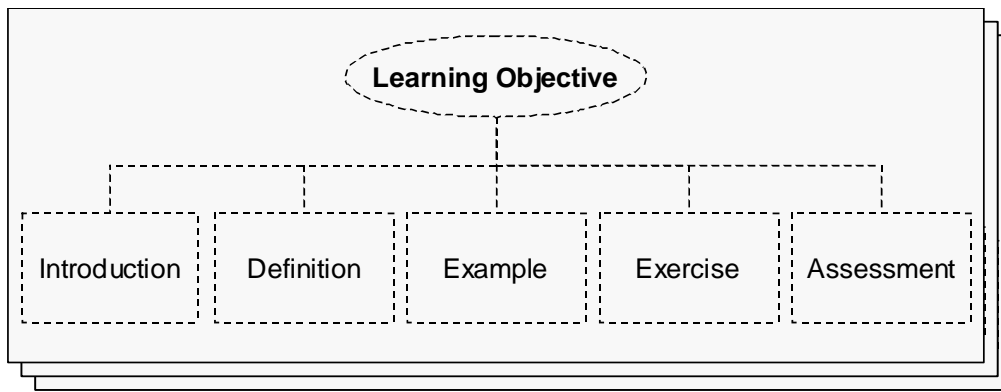 Learning Objective
Introduction
Definition
Example
Exercise
Assessment